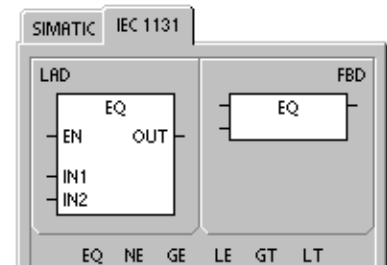 SIMATIC IEC 1131
LAD FBD
EQ
EN OUT
IN1
IN2
EQ
EQ NE GE LE GT LT